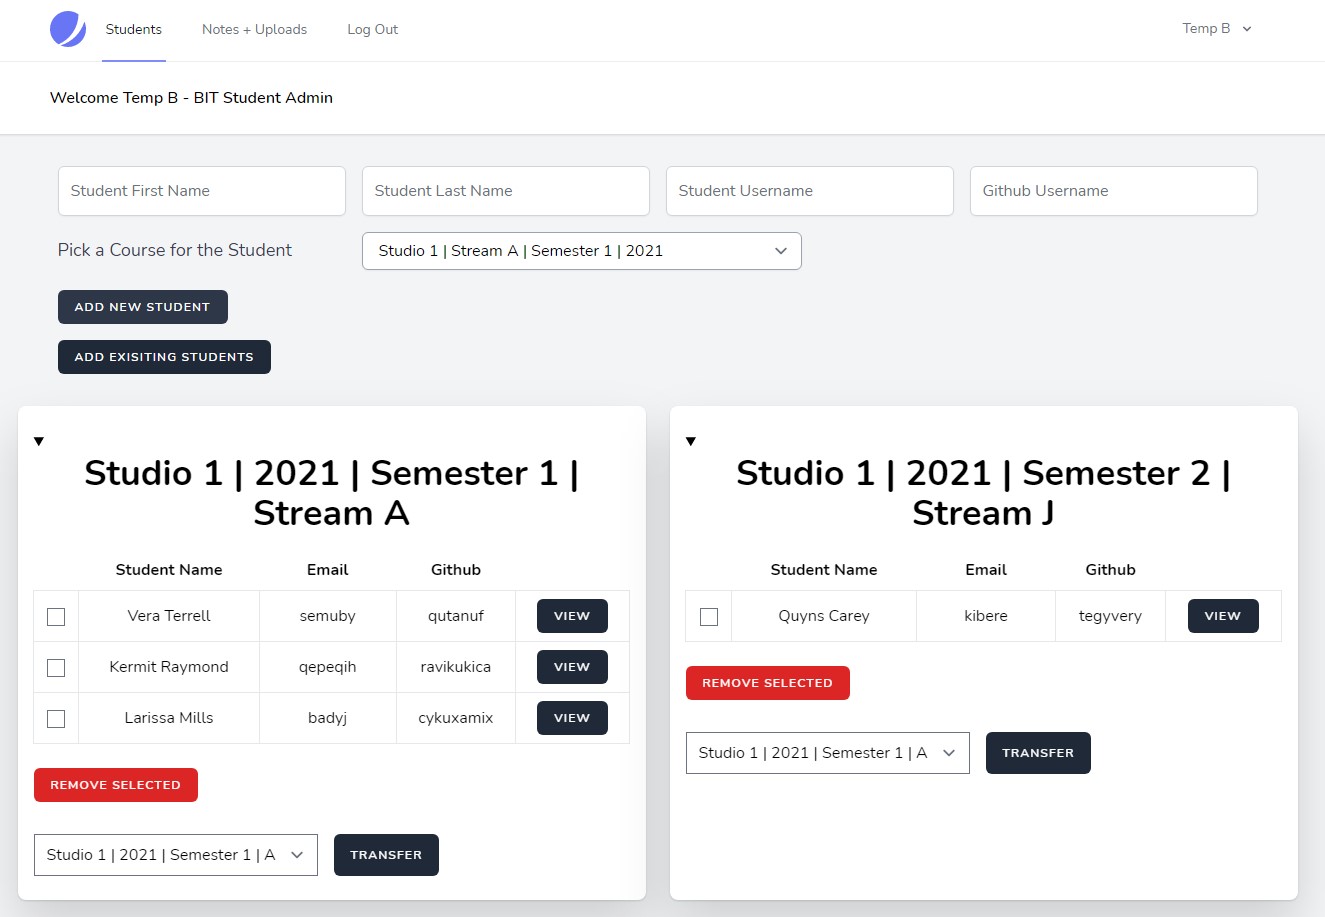 Students
Notes + Uploads
Log Out
Temp B
Welcome Temp B - BIT Student Admin
Student First Name
Student Last Name
Student Username
Github Username
Pick a Course for the Student
Studio 1 | Stream A | Semester 1 | 2021
ADD NEW STUDENT
ADD EXISITING STUDENTS
Studio 1 | 2021 | Semester 1 |
Stream A
Student Name Email Github
Vera Terrell semuby qutanuf VIEW
Kermit Raymond qepeqih ravikukica VIEW
Larissa Mills badyj cykuxamix VIEW
REMOVE SELECTED
Studio 1 | 2021 | Semester 1 | A
TRANSFER
Studio 1 | 2021 | Semester 2 |
Stream J
Student Name Email Github
Quyns Carey kibere tegyvery VIEW
REMOVE SELECTED
Studio 1 | 2021 | Semester 1 | A
TRANSFER